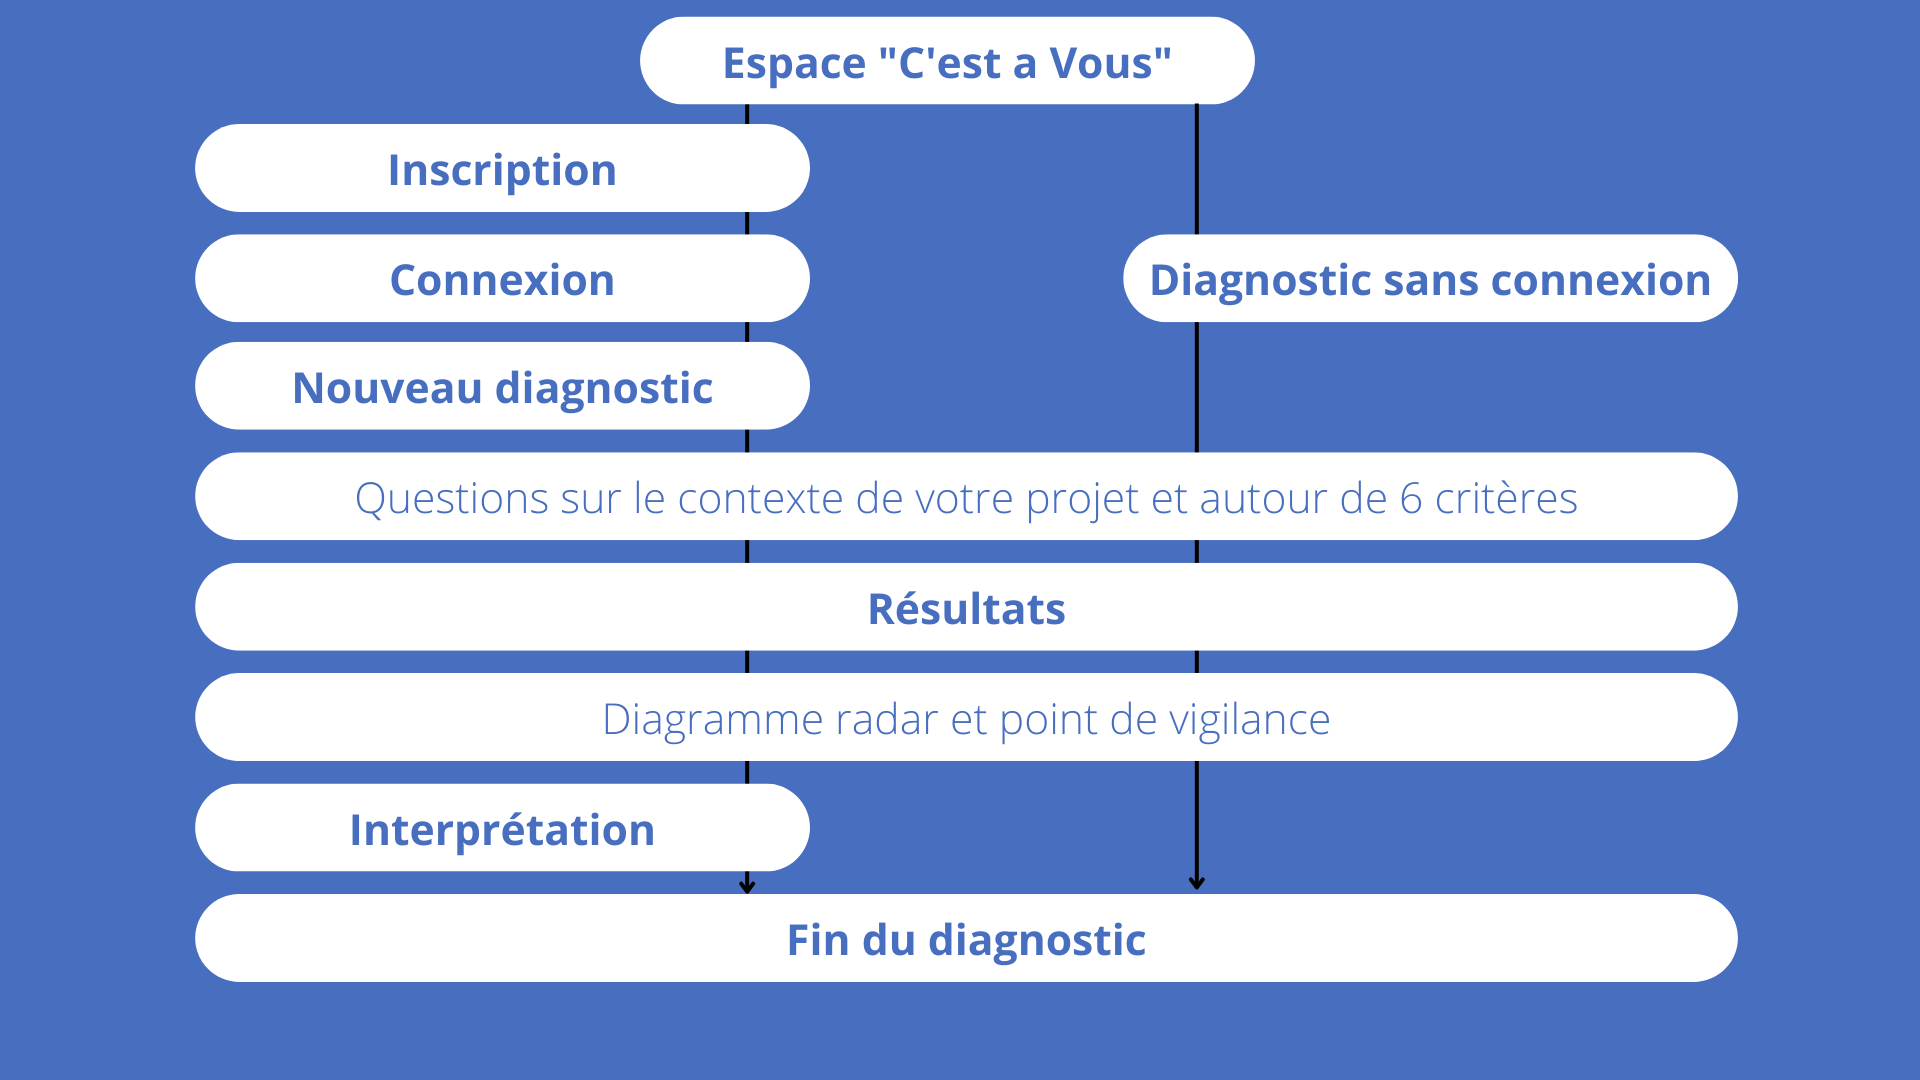 Espace "C'est a Vous"
Inscription
Connexion
Diagnostic sans connexion
Nouveau diagnostic
Questions sur le contexte de votre projet et autour de 6 critères
Résultats
Diagramme radar et point de vigilance
Interprétation
Fin du diagnostic